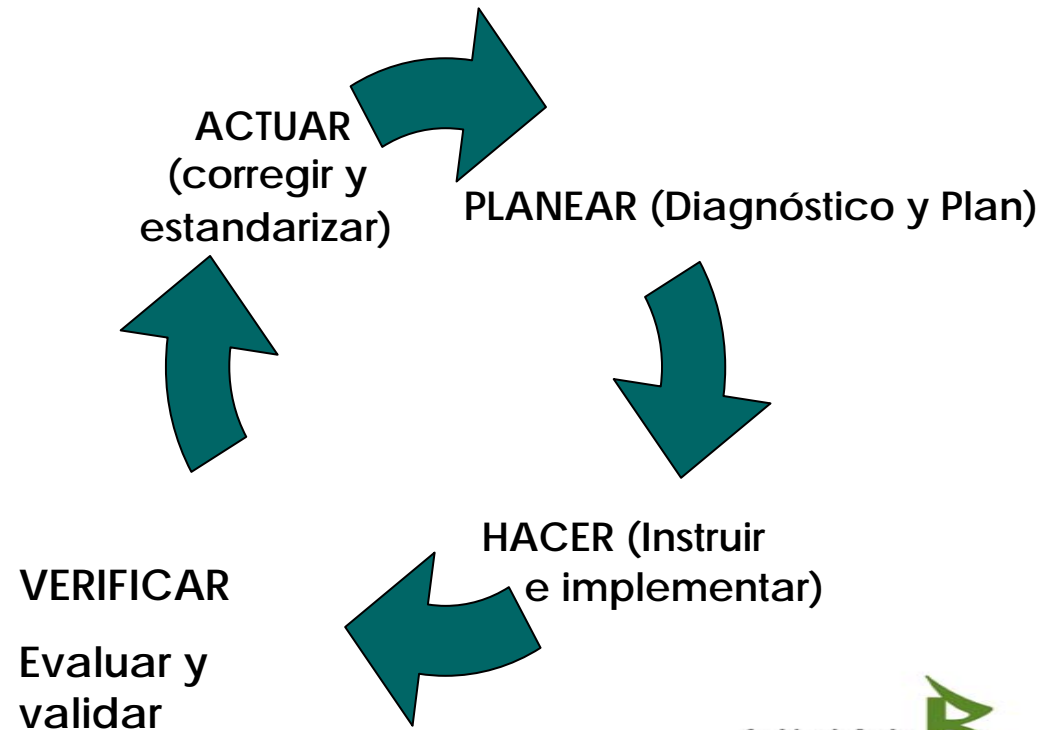 ACTUAR
(corregir y
estandarizar)
PLANEAR (Diagnóstico y Plan)
HACER (Instruir
e implementar)
VERIFICAR
Evaluar y
validar